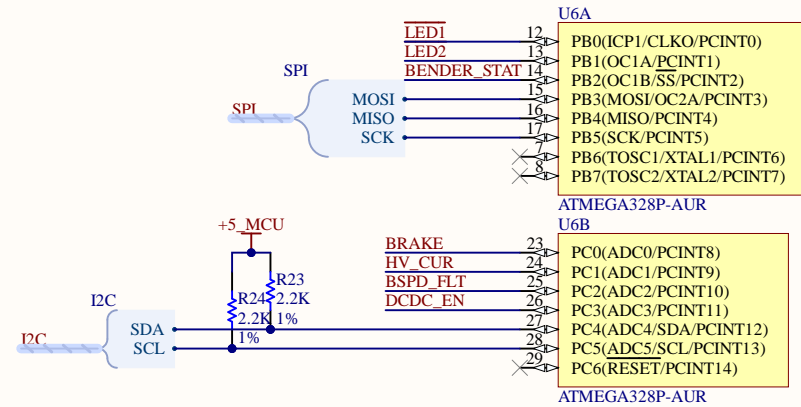 U6A
LED1 12 PB0(ICP1/CLKO/PCINT0)
LED2 13 PB1(OC1A/PCINT1)
SPI BENDER_STAT 14 PB2(OC1B/SS/PCINT2)
MOSI 15 PB3(MOSI/OC2A/PCINT3)
SPI MISO 16 PB4(MISO/PCINT4)
SCK 17 PB5(SCK/PCINT5)
7 PB6(TOSC1/XTAL1/PCINT6)
8 PB7(TOSC2/XTAL2/PCINT7)
ATMEGA328P-AUR
+5_MCU U6B
BRAKE 23 PC0(ADC0/PCINT8)
HV_CUR 24 PC1(ADC1/PCINT9)
R23 BSPD_FLT 25 PC2(ADC2/PCINT10)
I2C R24 2.2K DCDC_EN 26 PC3(ADC3/PCINT11)
SDA 2.2K 1% 27 PC4(ADC4/SDA/PCINT12)
I2C SCL 1% 28 PC5(ADC5/SCL/PCINT13)
29 PC6(RESET/PCINT14)
ATMEGA328P-AUR